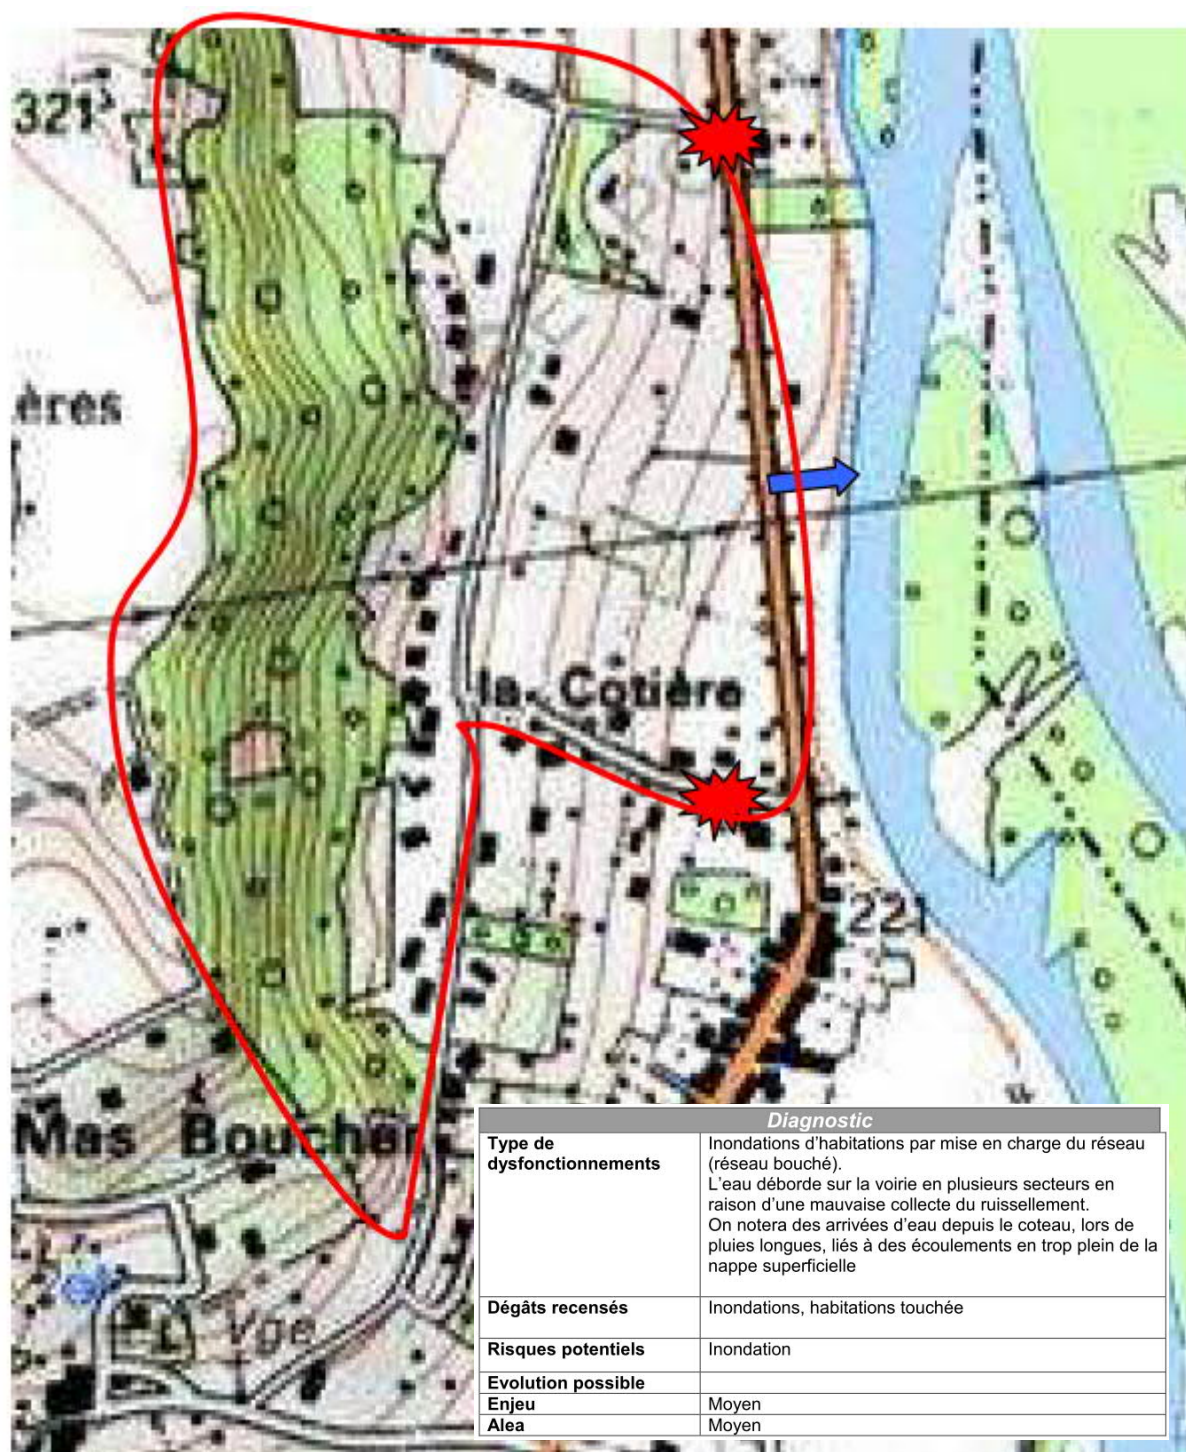 321
ères
la Cotière
221
Mas Boucher
Vge
Diagnostic
Type de dysfonctionnements
Inondations d’habitations par mise en charge du réseau
(réseau bouché).
L’eau déborde sur la voirie en plusieurs secteurs en
raison d’une mauvaise collecte du ruissellement.
On notera des arrivées d’eau depuis le coteau, lors de
pluies longues, liés à des écoulements en trop plein de la
nappe superficielle
Dégâts recensés
Inondations, habitations touchée
Risques potentiels
Inondation
Evolution possible
Enjeu
Moyen
Alea
Moyen